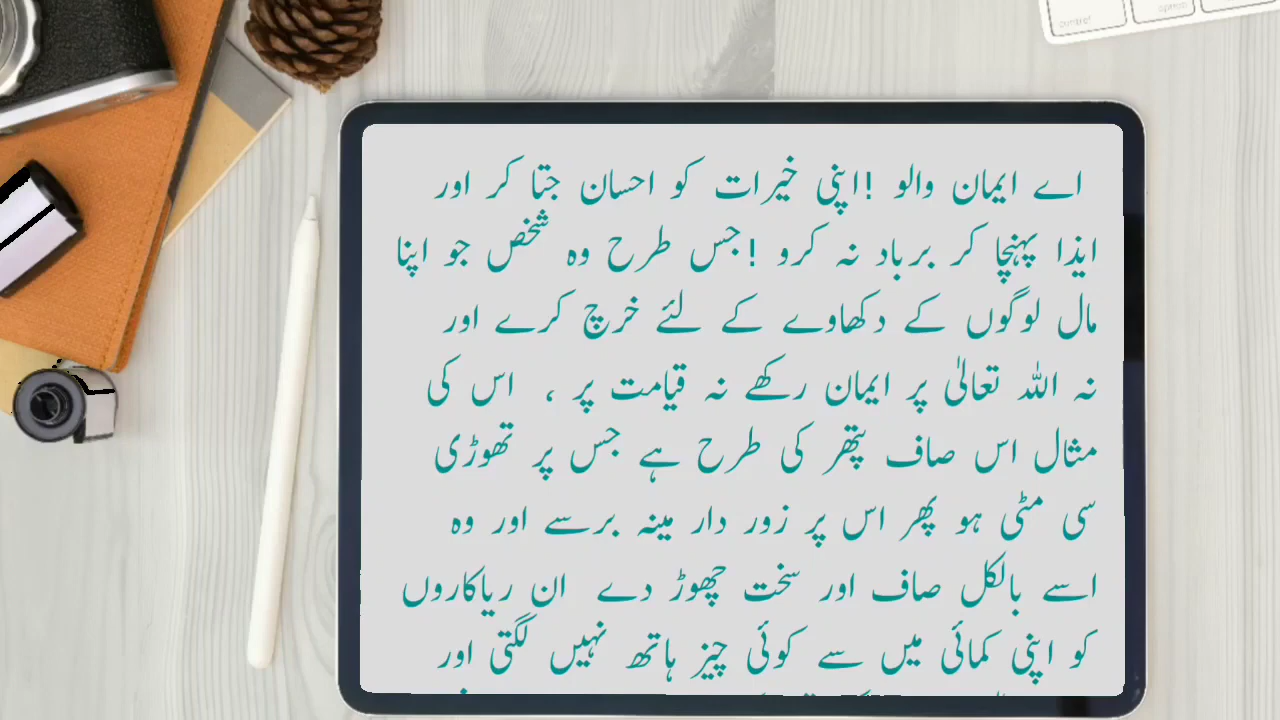 اے ایمان والو !اپنی خیرات کو احسان جتا کر اور
ایذا پہنچا کر برباد نہ کرو !جس طرح وہ شخص جو اپنا
مال لوگوں کے دکھاوے کے لئے خرچ کرے اور
نہ اللہ تعالیٰ پر ایمان رکھے نہ قیامت پر ، اس کی
مثال اس صاف پتھر کی طرح ہے جس پر تھوڑی
سی مٹی ہو پھر اس پر زور دار مینہ برسے اور وہ
اسے بالکل صاف اور سخت چھوڑ دے ان ریاکاروں
کو اپنی کمائی میں سے کوئی چیز ہاتھ نہیں لگتی اور
control
option